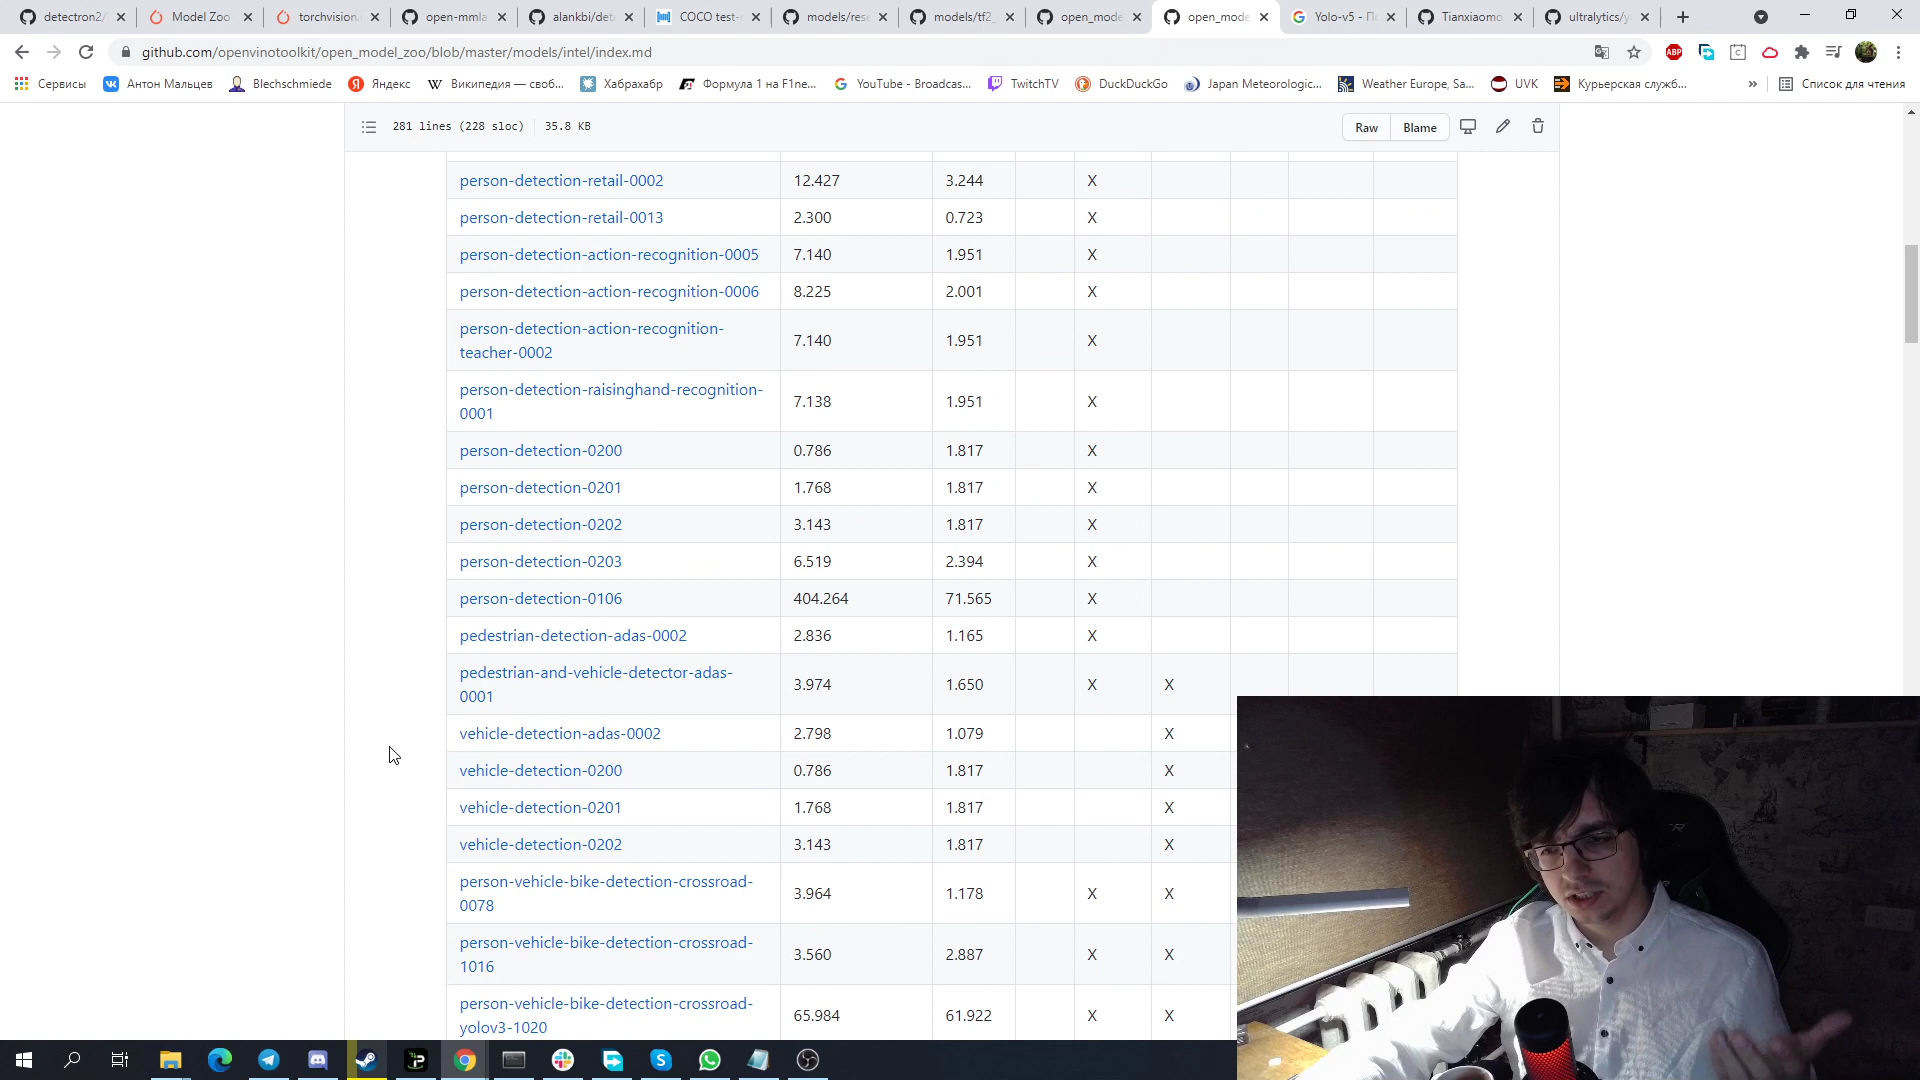 detectron2/
Model Zoo
torchvision.
open-mmla
alankbi/det
COCO test-
models/rese
models/tf2_
open_mode
open_mode
Yolo-v5 - По
Tianxiaomo
ultralytics/y
github.com/openvinotoolkit/open_model_zoo/blob/master/models/intel/index.md
Сервисы
Антон Мальцев
Blechschmiede
Яндекс
Википедия — своб...
Хабрахабр
Формула 1 на F1ne...
YouTube - Broadcas...
TwitchTV
DuckDuckGo
Japan Meteorologic...
Weather Europe, Sa...
UVK
Курьерская служб...
»
Список для чтения
281 lines (228 sloc) 35.8 KB
Raw Blame
person-detection-retail-0002 12.427 3.244 X
person-detection-retail-0013 2.300 0.723 X
person-detection-action-recognition-0005 7.140 1.951 X
person-detection-action-recognition-0006 8.225 2.001 X
person-detection-action-recognition-
teacher-0002 7.140 1.951 X
person-detection-raisinghand-recognition-
0001 7.138 1.951 X
person-detection-0200 0.786 1.817 X
person-detection-0201 1.768 1.817 X
person-detection-0202 3.143 1.817 X
person-detection-0203 6.519 2.394 X
person-detection-0106 404.264 71.565 X
pedestrian-detection-adas-0002 2.836 1.165 X
pedestrian-and-vehicle-detector-adas-
0001 3.974 1.650 X X
vehicle-detection-adas-0002 2.798 1.079 X
vehicle-detection-0200 0.786 1.817 X
vehicle-detection-0201 1.768 1.817 X
vehicle-detection-0202 3.143 1.817 X
person-vehicle-bike-detection-crossroad-
0078 3.964 1.178 X X
person-vehicle-bike-detection-crossroad-
1016 3.560 2.887 X X
person-vehicle-bike-detection-crossroad-
yolov3-1020 65.984 61.922 X X